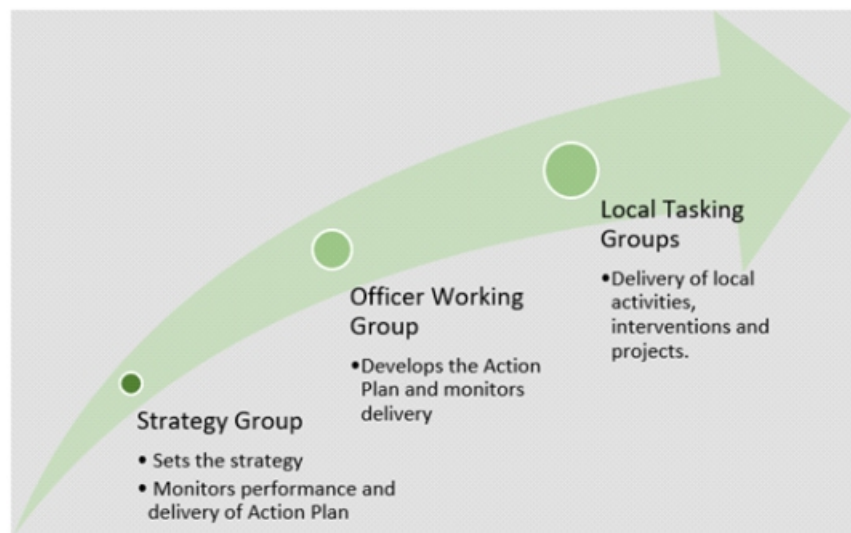 Local Tasking
Groups
•Delivery of local
activities,
interventions and
projects.
Officer Working
Group
•Develops the Action
Plan and monitors
delivery
Strategy Group
• Sets the strategy
• Monitors performance and
delivery of Action Plan